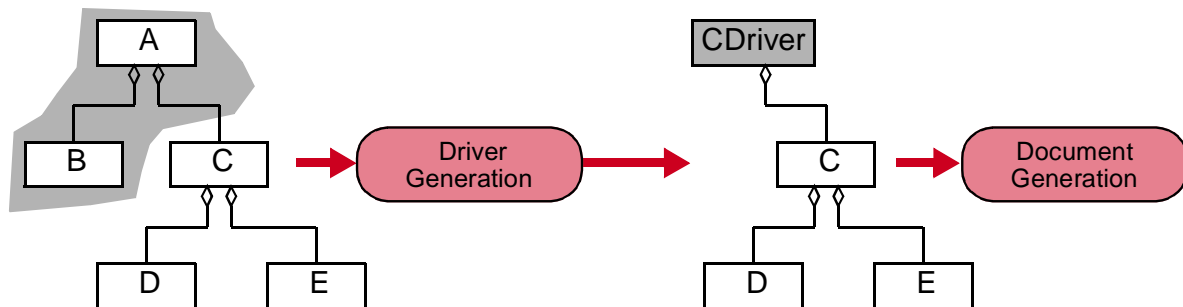 A
B
C
D
E
Driver
Generation
CDriver
C
D
E
Document
Generation